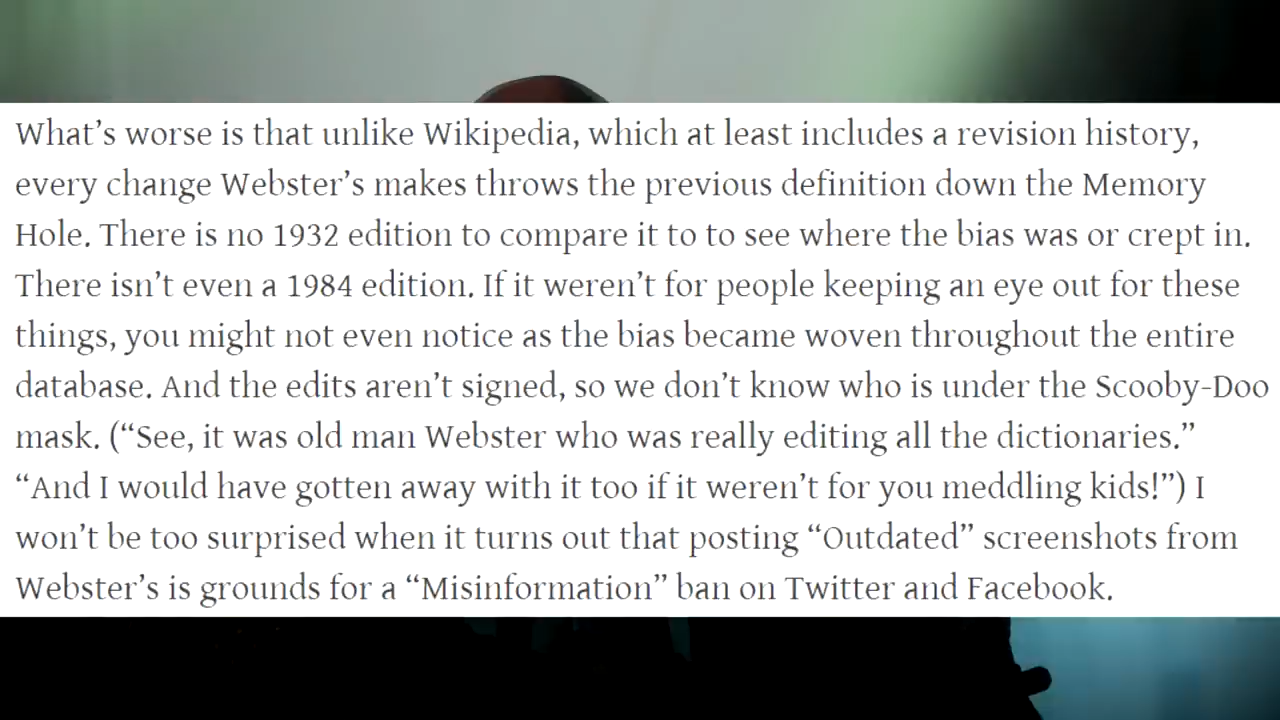 What’s worse is that unlike Wikipedia, which at least includes a revision history,
every change Webster’s makes throws the previous definition down the Memory
Hole. There is no 1932 edition to compare it to to see where the bias was or crept in.
There isn’t even a 1984 edition. If it weren’t for people keeping an eye out for these
things, you might not even notice as the bias became woven throughout the entire
database. And the edits aren’t signed, so we don’t know who is under the Scooby-Doo
mask. (“See, it was old man Webster who was really editing all the dictionaries.”
“And I would have gotten away with it too if it weren’t for you meddling kids!”) I
won’t be too surprised when it turns out that posting “Outdated” screenshots from
Webster’s is grounds for a “Misinformation” ban on Twitter and Facebook.